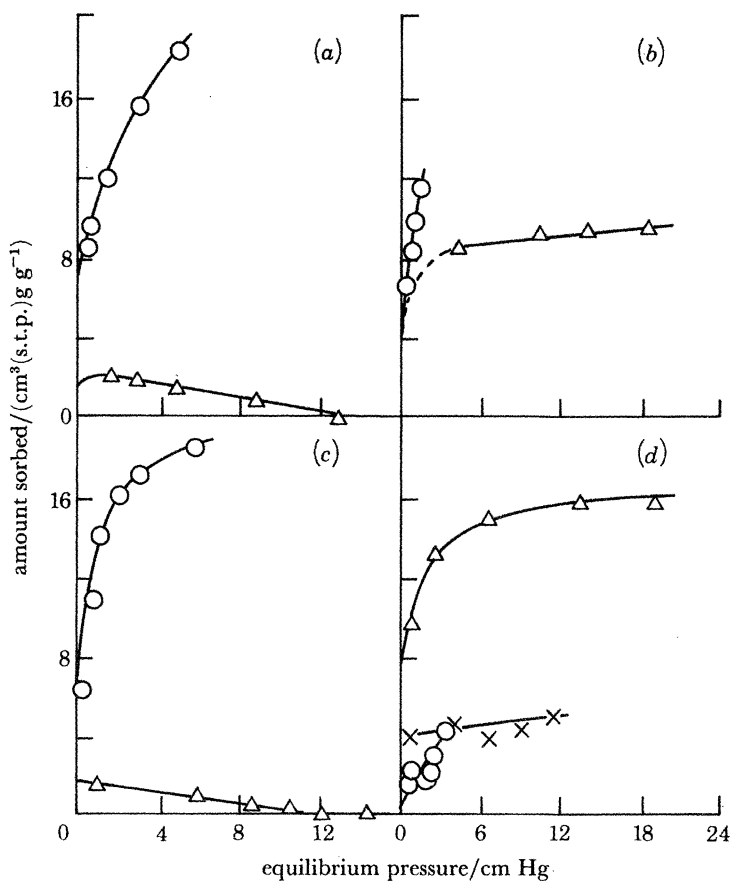 (a)
(b)
16
8
0
(c)
(d)
16
8
0 4 8 12 0 6 12 18 24
amount sorbed/(cm³(s.t.p.)g g⁻¹)
equilibrium pressure/cm Hg